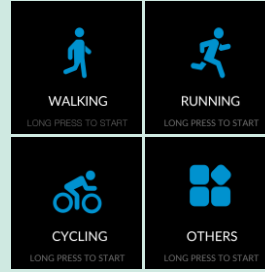 WALKING
LONG PRESS TO START
RUNNING
LONG PRESS TO START
CYCLING
LONG PRESS TO START
OTHERS
LONG PRESS TO START